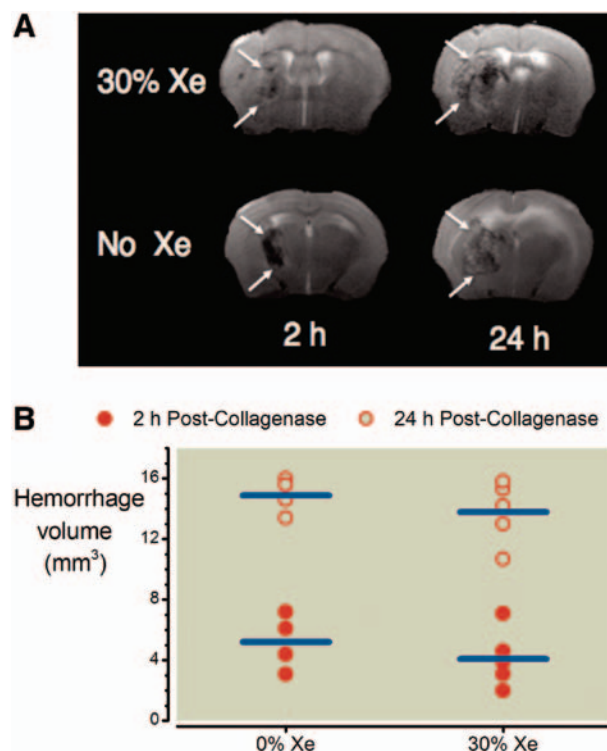 A
30% Xe
No Xe
2 h
24 h
B
2 h Post-Collagenase
24 h Post-Collagenase
Hemorrhage
volume
(mm³)
16
12
8
4
0
0% Xe
30% Xe